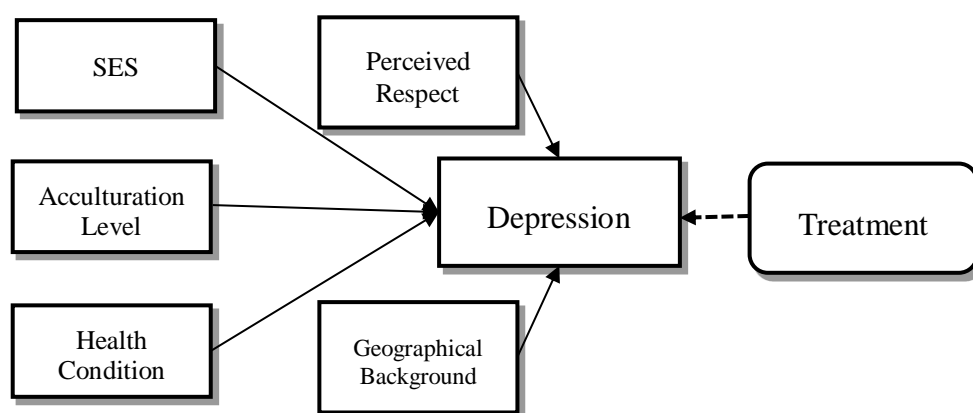 SES
Perceived
Respect
Acculturation
Level
Depression
Treatment
Health
Condition
Geographical
Background